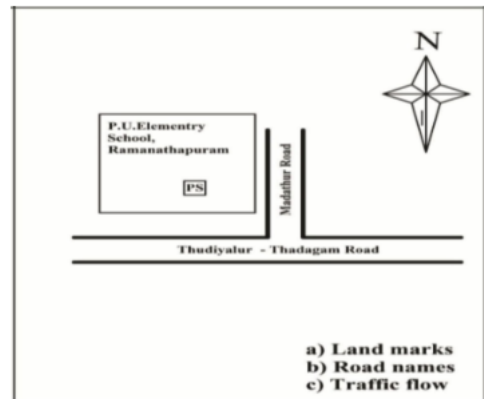 N
P.U.Elementry
School,
Ramanathapuram
PS
Madathur Road
Thudiyalur - Thadagam Road
a) Land marks
b) Road names
c) Traffic flow